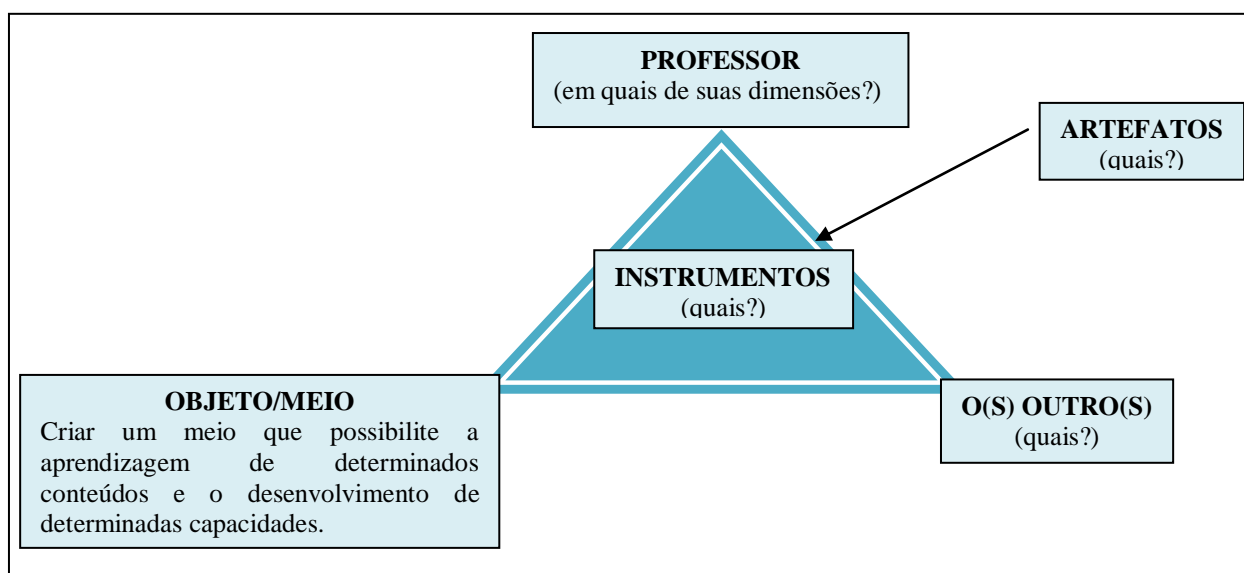 PROFESSOR
(em quais de suas dimensões?)
ARTEFATOS
(quais?)
INSTRUMENTOS
(quais?)
OBJETO/MEIO
Criar um meio que possibilite a
aprendizagem de determinados
conteúdos e o desenvolvimento de
determinadas capacidades.
O(S) OUTRO(S)
(quais?)